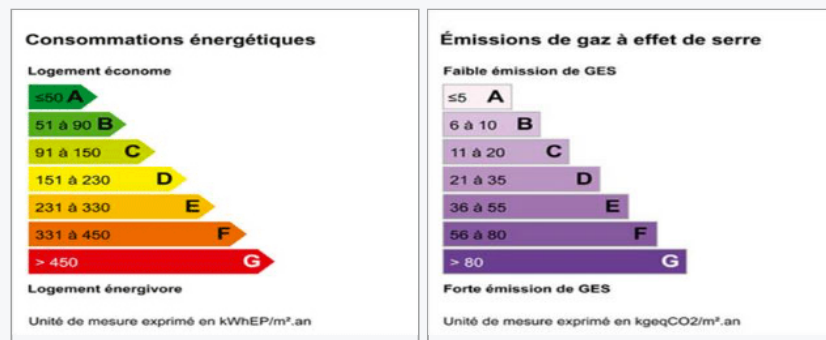 Consommations énergétiques
Logement économe
≤50 A
51 à 90 B
91 à 150 C
151 à 230 D
231 à 330 E
331 à 450 F
> 450 G
Logement énergivore
Unité de mesure exprimé en kWhEP/m².an
Émissions de gaz à effet de serre
Faible émission de GES
≤5 A
6 à 10 B
11 à 20 C
21 à 35 D
36 à 55 E
56 à 80 F
> 80 G
Forte émission de GES
Unité de mesure exprimé en kgeqCO2/m².an